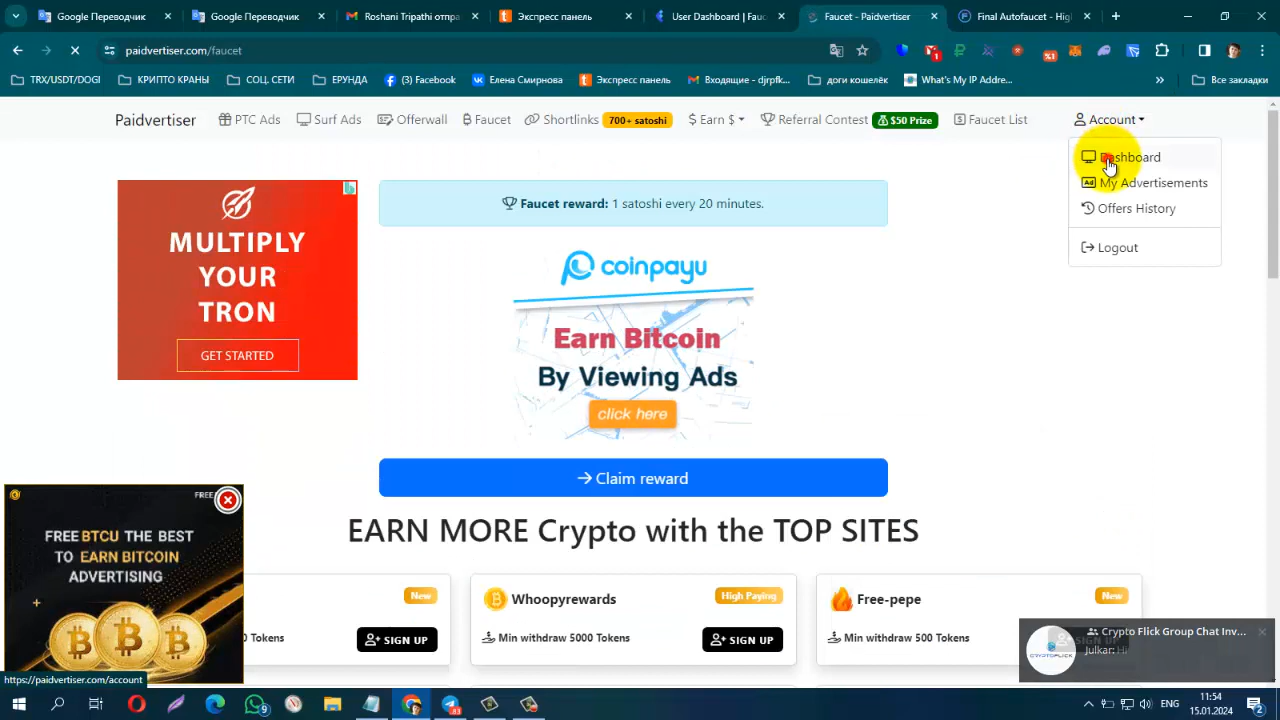 Google Переводчик
Google Переводчик
Roshani Tripathi отпра
Экспресс панель
User Dashboard | Fauc
Faucet - Paidvertiser
Final Autofaucet - Hig
paidvertiser.com/faucet
TRX/USDT/DOGI
КРИПТО КРАНЫ
СОЦ. СЕТИ
ЕРУНДА
(3) Facebook
Елена Смирнова
Экспресс панель
Входящие - djrpfk...
доги кошелёк
What's My IP Addre...
»
Все закладки
Paidvertiser
PTC Ads
Surf Ads
Offerwall
Faucet
Shortlinks 700+ satoshi
Earn $
Referral Contest $50 Prize
Faucet List
Account
Dashboard
My Advertisements
Offers History
Logout
Faucet reward: 1 satoshi every 20 minutes.
MULTIPLY
YOUR
TRON
GET STARTED
coinpayu
Earn Bitcoin
By Viewing Ads
click here
Claim reward
EARN MORE Crypto with the TOP SITES
New
Tokens
SIGN UP
Whoopyrewards
High Paying
Min withdraw 5000 Tokens
SIGN UP
Free-pepe
New
Min withdraw 500 Tokens
SIGN UP
FREE
FREE BTCU THE BEST
TO EARN BITCOIN
ADVERTISING
Crypto Flick Group Chat Inv...
Julkar: Hi
CRYPTOFLICK
https://paidvertiser.com/account
ENG
11:54
15.01.2024